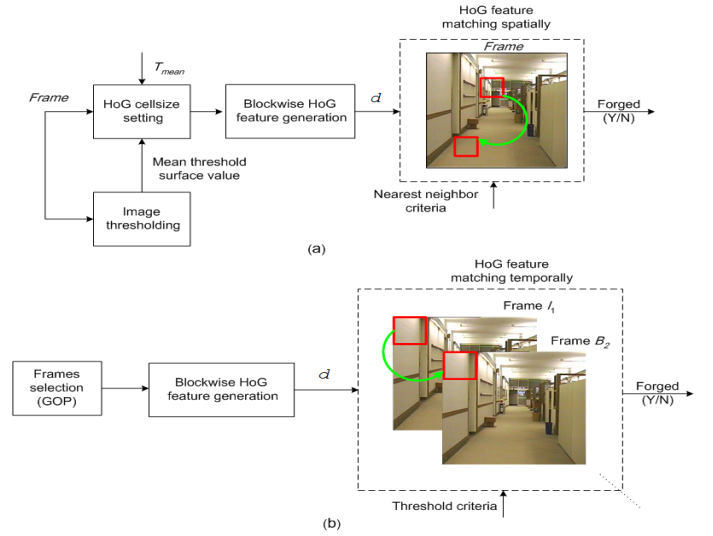 HoG feature
matching spatially
T_mean
Frame
Frame
HoG cellsize
setting
Blockwise HoG
feature generation
d
Forged
(Y/N)
Mean threshold
surface value
Image
thresholding
Nearest neighbor
criteria
(a)
HoG feature
matching temporally
Frame I_1
Frame B_2
Frames
selection
(GOP)
Blockwise HoG
feature generation
d
Forged
(Y/N)
Threshold criteria
(b)